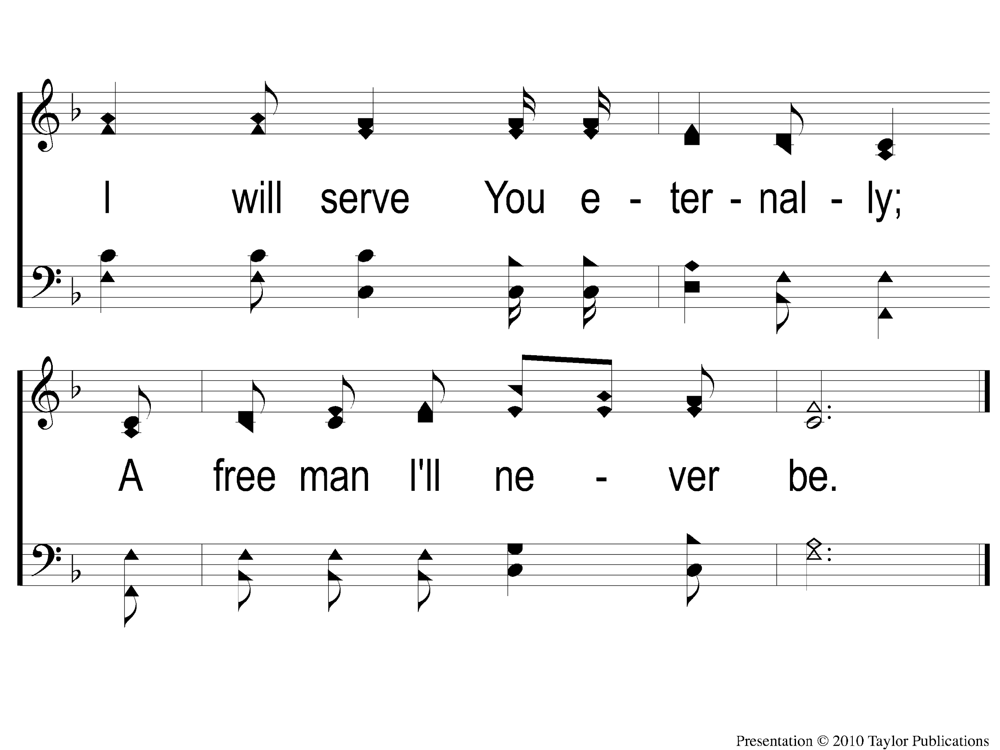 I will serve You e - ter - nal - ly;
A free man I'll ne - ver be.
Presentation © 2010 Taylor Publications